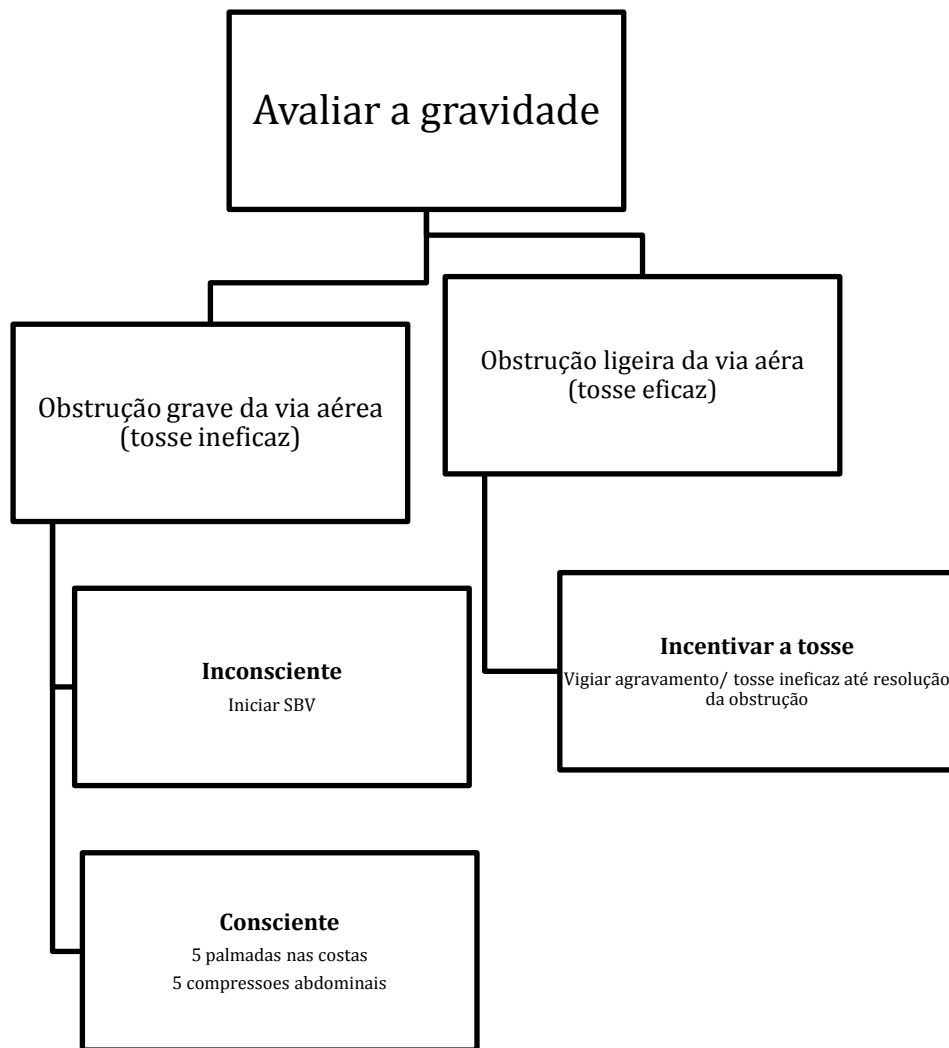 Avaliar a gravidade
Obstrução grave da via aérea
(tosse ineficaz)
Inconsciente
Iniciar SBV
Consciente
5 palmadas nas costas
5 compressoes abdominais
Obstrução ligeira da via aéra
(tosse eficaz)
Incentivar a tosse
Vigiar agravamento/ tosse ineficaz até resolução
da obstrução